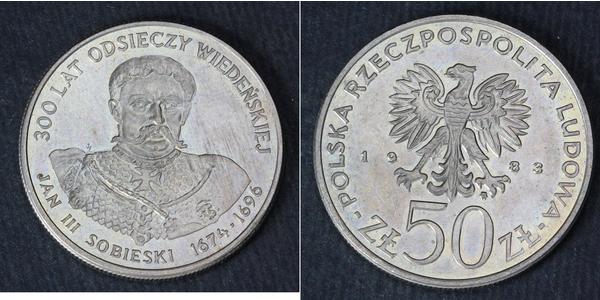 300 LAT ODSIECZY WIEDEŃSKIEJ
JAN III SOBIESKI 1674-1696
POLSKA RZECZPOSPOLITA LUDOWA
1983
ZŁ 50 ZŁ